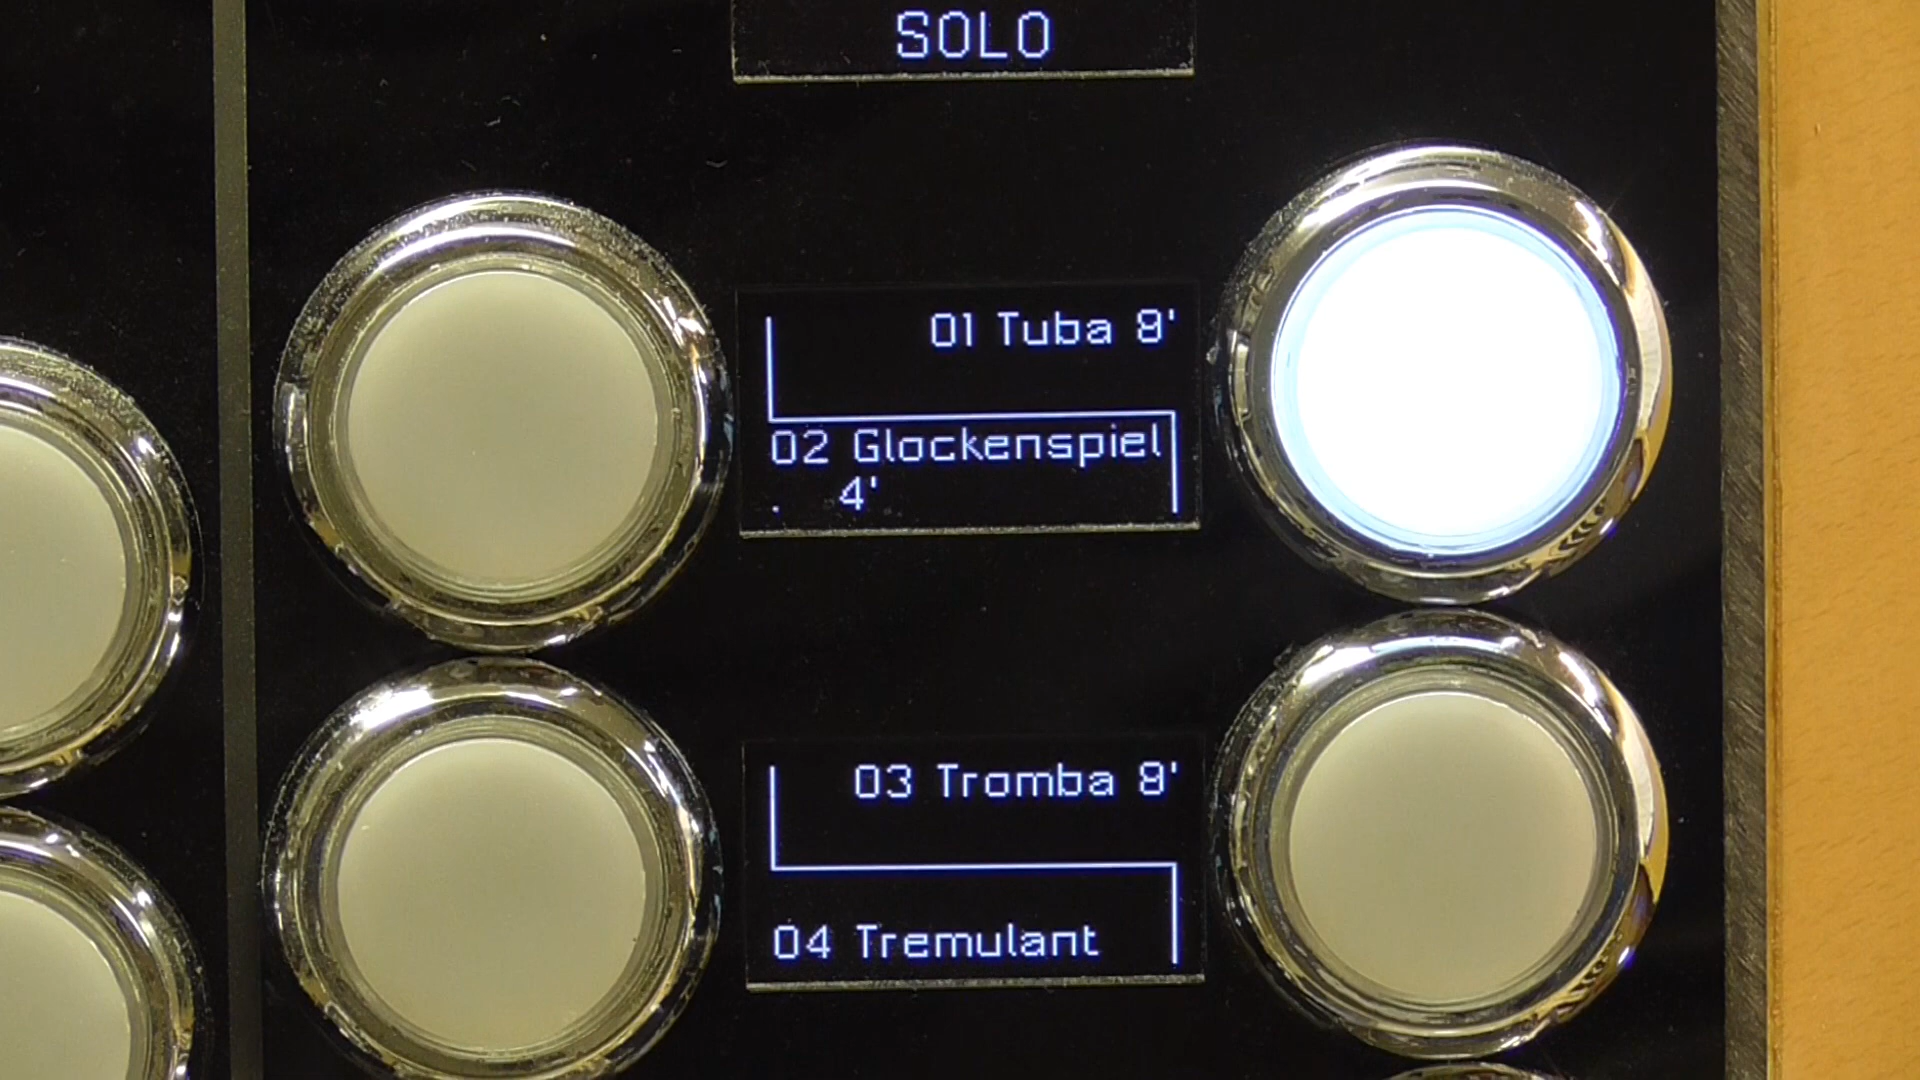 SOLO
01 Tuba 8'
02 Glockenspiel
. 4'
03 Tromba 8'
04 Tremulant